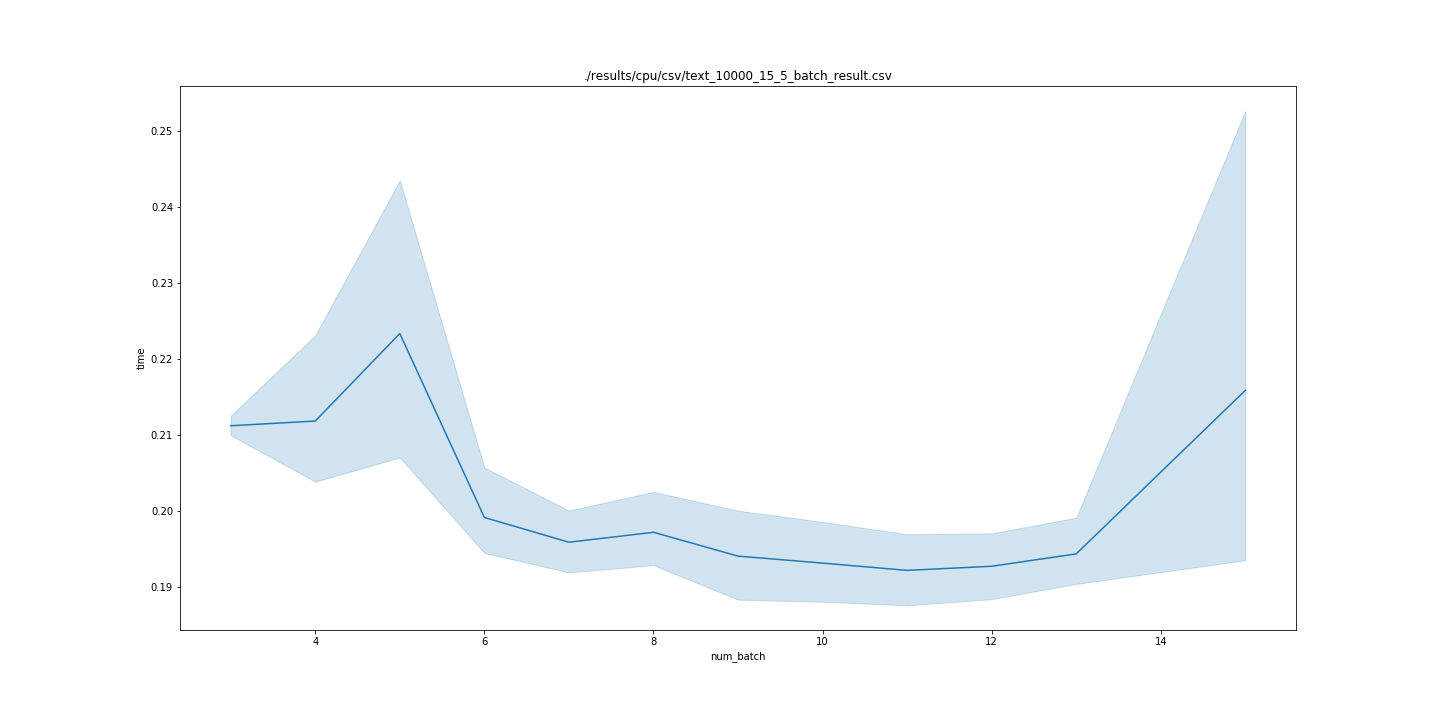 ./results/cpu/csv/text_10000_15_5_batch_result.csv
0.25
0.24
0.23
0.22
0.21
0.20
0.19
time
4 6 8 10 12 14
num_batch